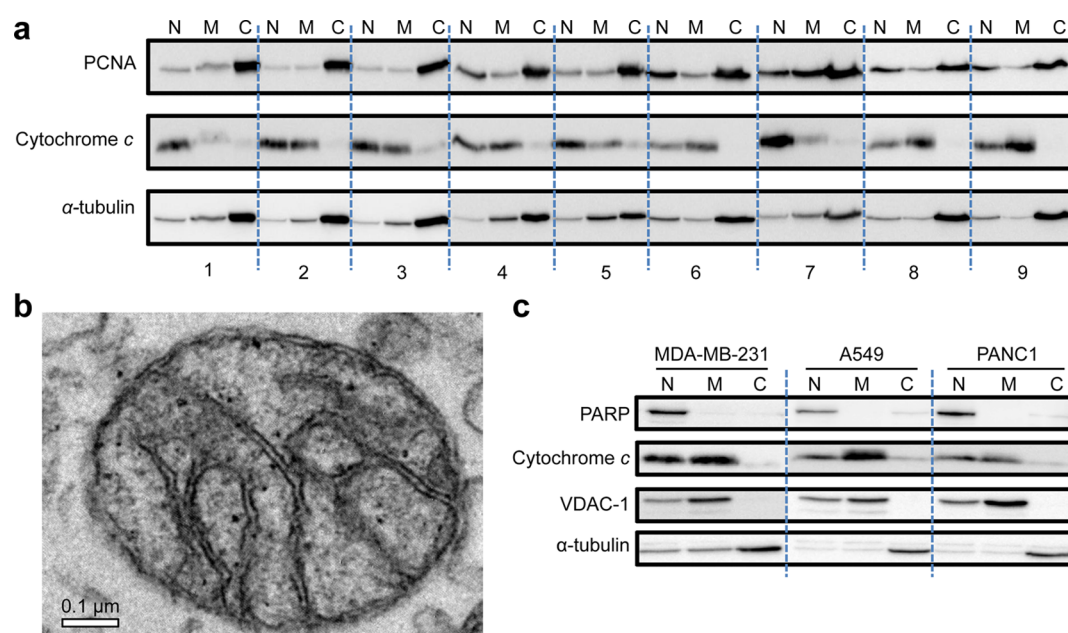 a
N M C N M C N M C N M C N M C N M C N M C N M C N M C
PCNA
Cytochrome c
α-tubulin
1 2 3 4 5 6 7 8 9
b
0.1 µm
c
MDA-MB-231 A549 PANC1
N M C N M C N M C
PARP
Cytochrome c
VDAC-1
α-tubulin